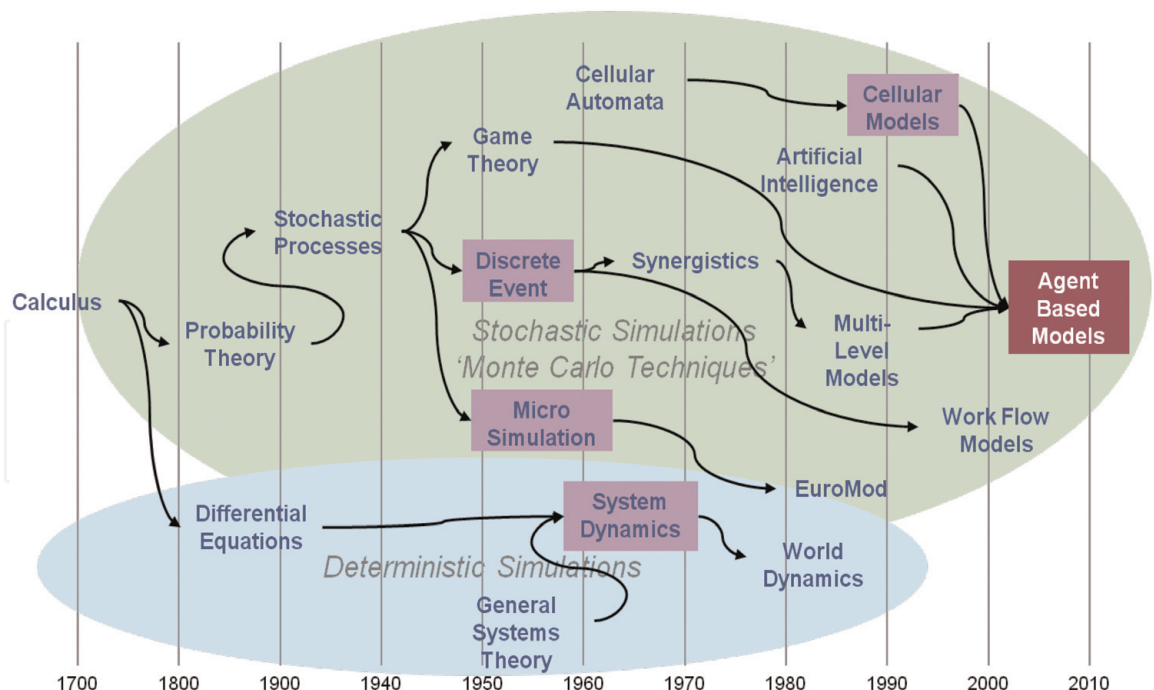 Cellular
Automata
Cellular
Models
Game
Theory
Artificial
Intelligence
Stochastic
Processes
Discrete
Event
Synergistics
Agent
Based
Models
Calculus
Probability
Theory
Stochastic Simulations
'Monte Carlo Techniques'
Multi-
Level
Models
Micro
Simulation
Work Flow
Models
EuroMod
Differential
Equations
System
Dynamics
World
Dynamics
Deterministic Simulations
General
Systems
Theory
1700 1800 1900 1940 1950 1960 1970 1980 1990 2000 2010